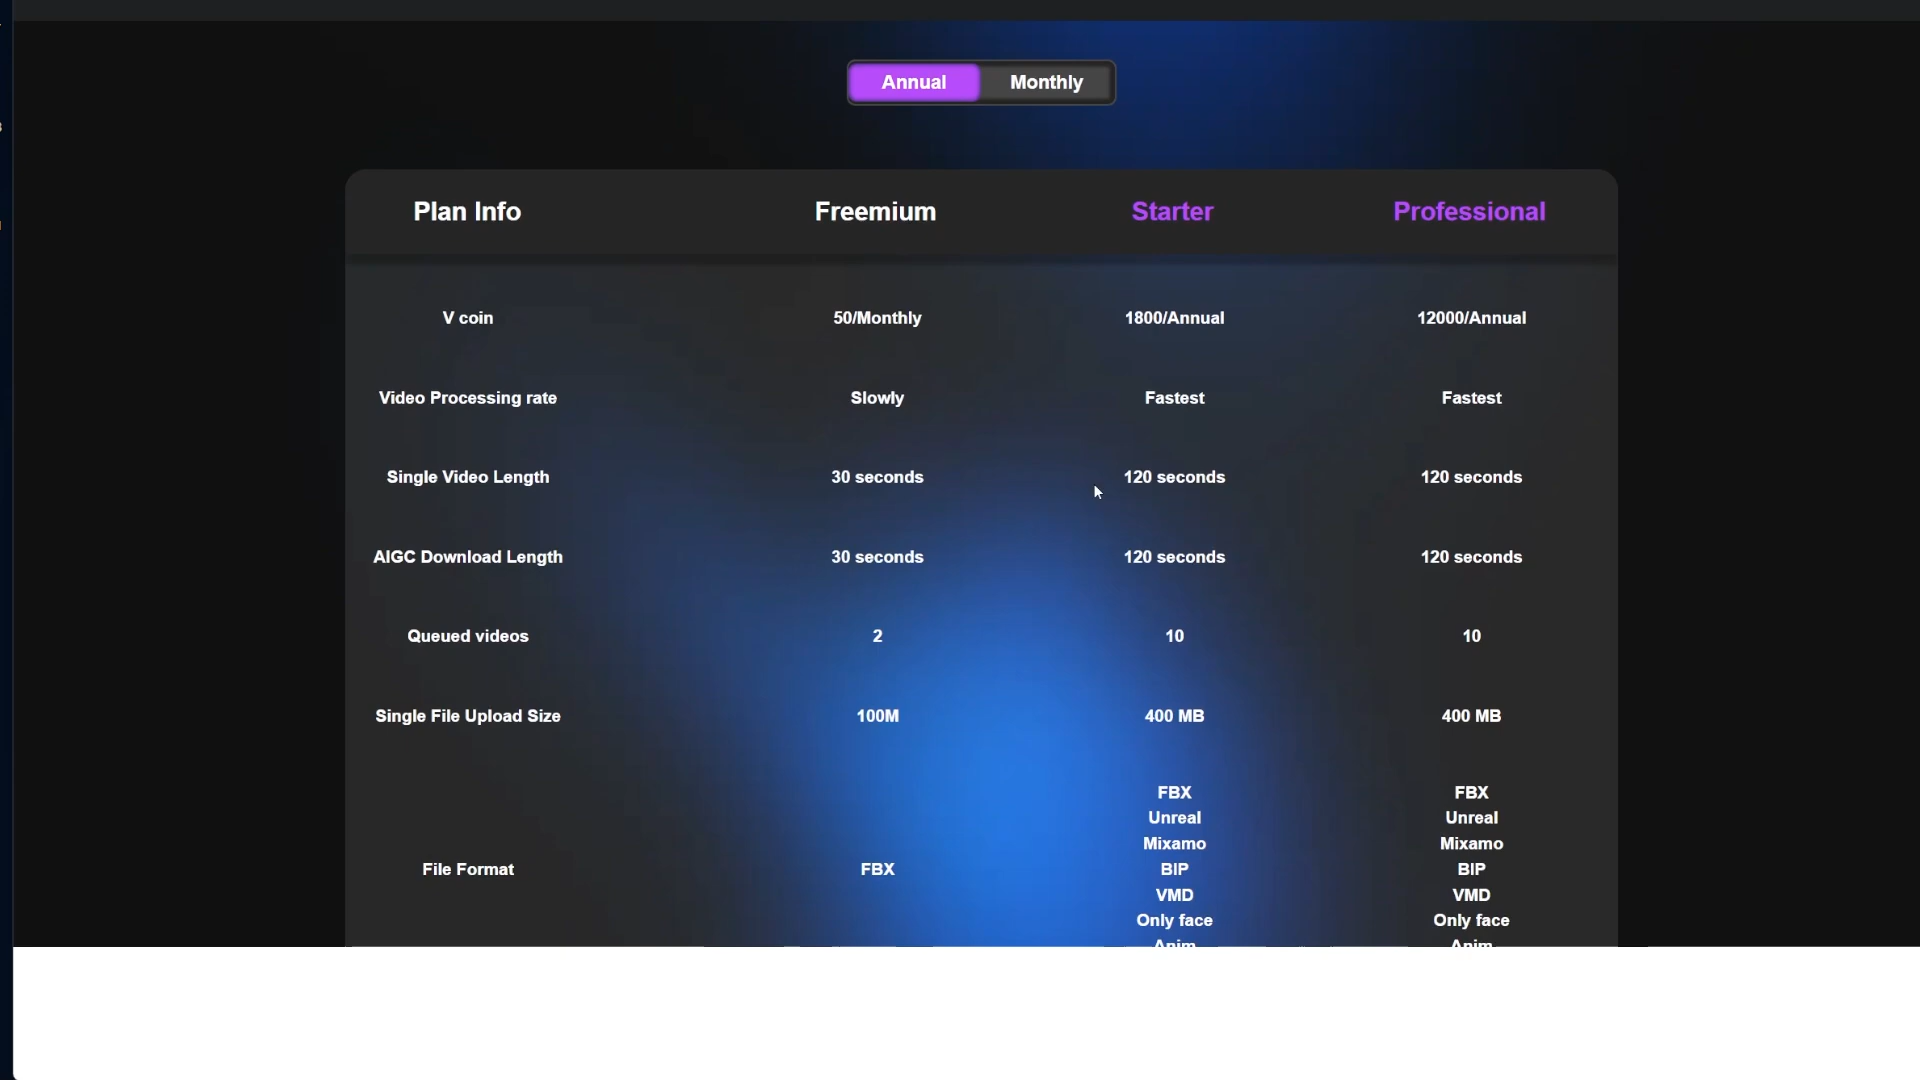 Annual Monthly
Plan Info Freemium Starter Professional
V coin 50/Monthly 1800/Annual 12000/Annual
Video Processing rate Slowly Fastest Fastest
Single Video Length 30 seconds 120 seconds 120 seconds
AIGC Download Length 30 seconds 120 seconds 120 seconds
Queued videos 2 10 10
Single File Upload Size 100M 400 MB 400 MB
FBX FBX
Unreal Unreal
Mixamo Mixamo
File Format FBX BIP BIP
VMD VMD
Only face Only face
Anim Anim